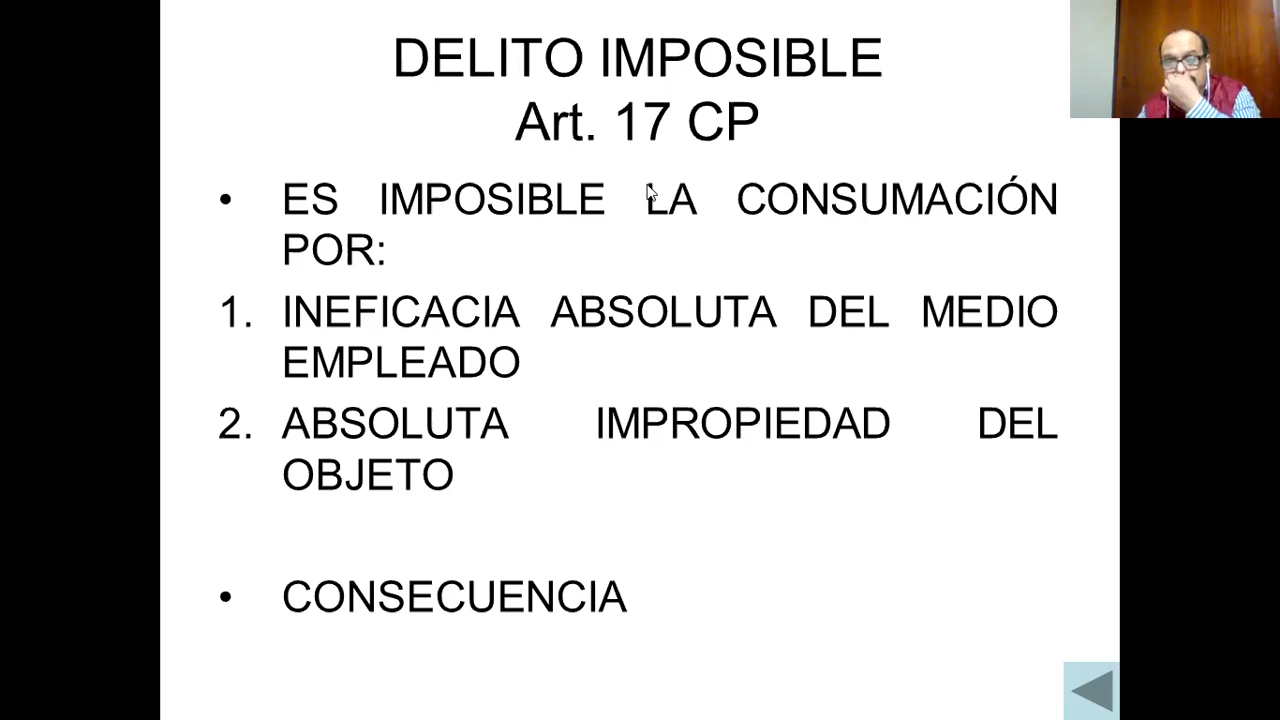 DELITO IMPOSIBLE
Art. 17 CP
• ES IMPOSIBLE LA CONSUMACIÓN
POR:
1. INEFICACIA ABSOLUTA DEL MEDIO
EMPLEADO
2. ABSOLUTA IMPROPIEDAD DEL
OBJETO
• CONSECUENCIA